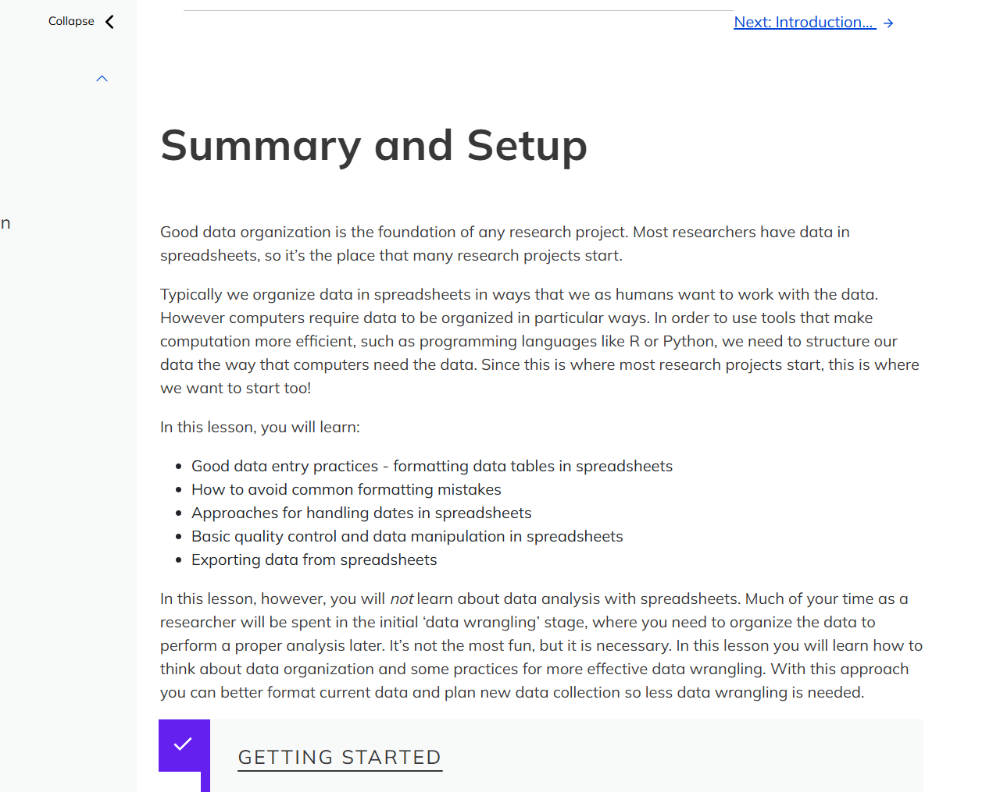 Collapse
Next: Introduction...
Summary and Setup
n
Good data organization is the foundation of any research project. Most researchers have data in
spreadsheets, so it’s the place that many research projects start.
Typically we organize data in spreadsheets in ways that we as humans want to work with the data.
However computers require data to be organized in particular ways. In order to use tools that make
computation more efficient, such as programming languages like R or Python, we need to structure our
data the way that computers need the data. Since this is where most research projects start, this is where
we want to start too!
In this lesson, you will learn:
Good data entry practices - formatting data tables in spreadsheets
How to avoid common formatting mistakes
Approaches for handling dates in spreadsheets
Basic quality control and data manipulation in spreadsheets
Exporting data from spreadsheets
In this lesson, however, you will not learn about data analysis with spreadsheets. Much of your time as a
researcher will be spent in the initial ‘data wrangling’ stage, where you need to organize the data to
perform a proper analysis later. It’s not the most fun, but it is necessary. In this lesson you will learn how to
think about data organization and some practices for more effective data wrangling. With this approach
you can better format current data and plan new data collection so less data wrangling is needed.
GETTING STARTED